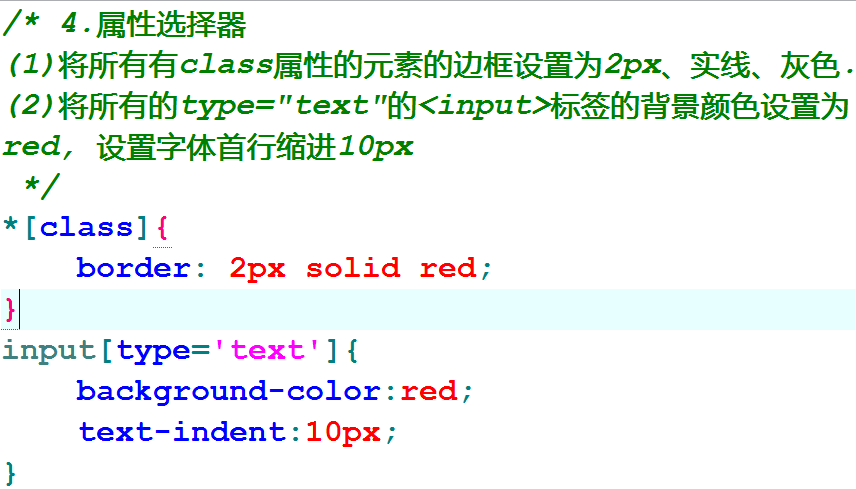 /* 4.属性选择器
(1)将所有有class属性的元素的边框设置为2px、实线、灰色.
(2)将所有的type="text"的<input>标签的背景颜色设置为
red, 设置字体首行缩进10px
 */
*[class]{
    border: 2px solid red;
}
input[type='text']{
    background-color:red;
    text-indent:10px;
}